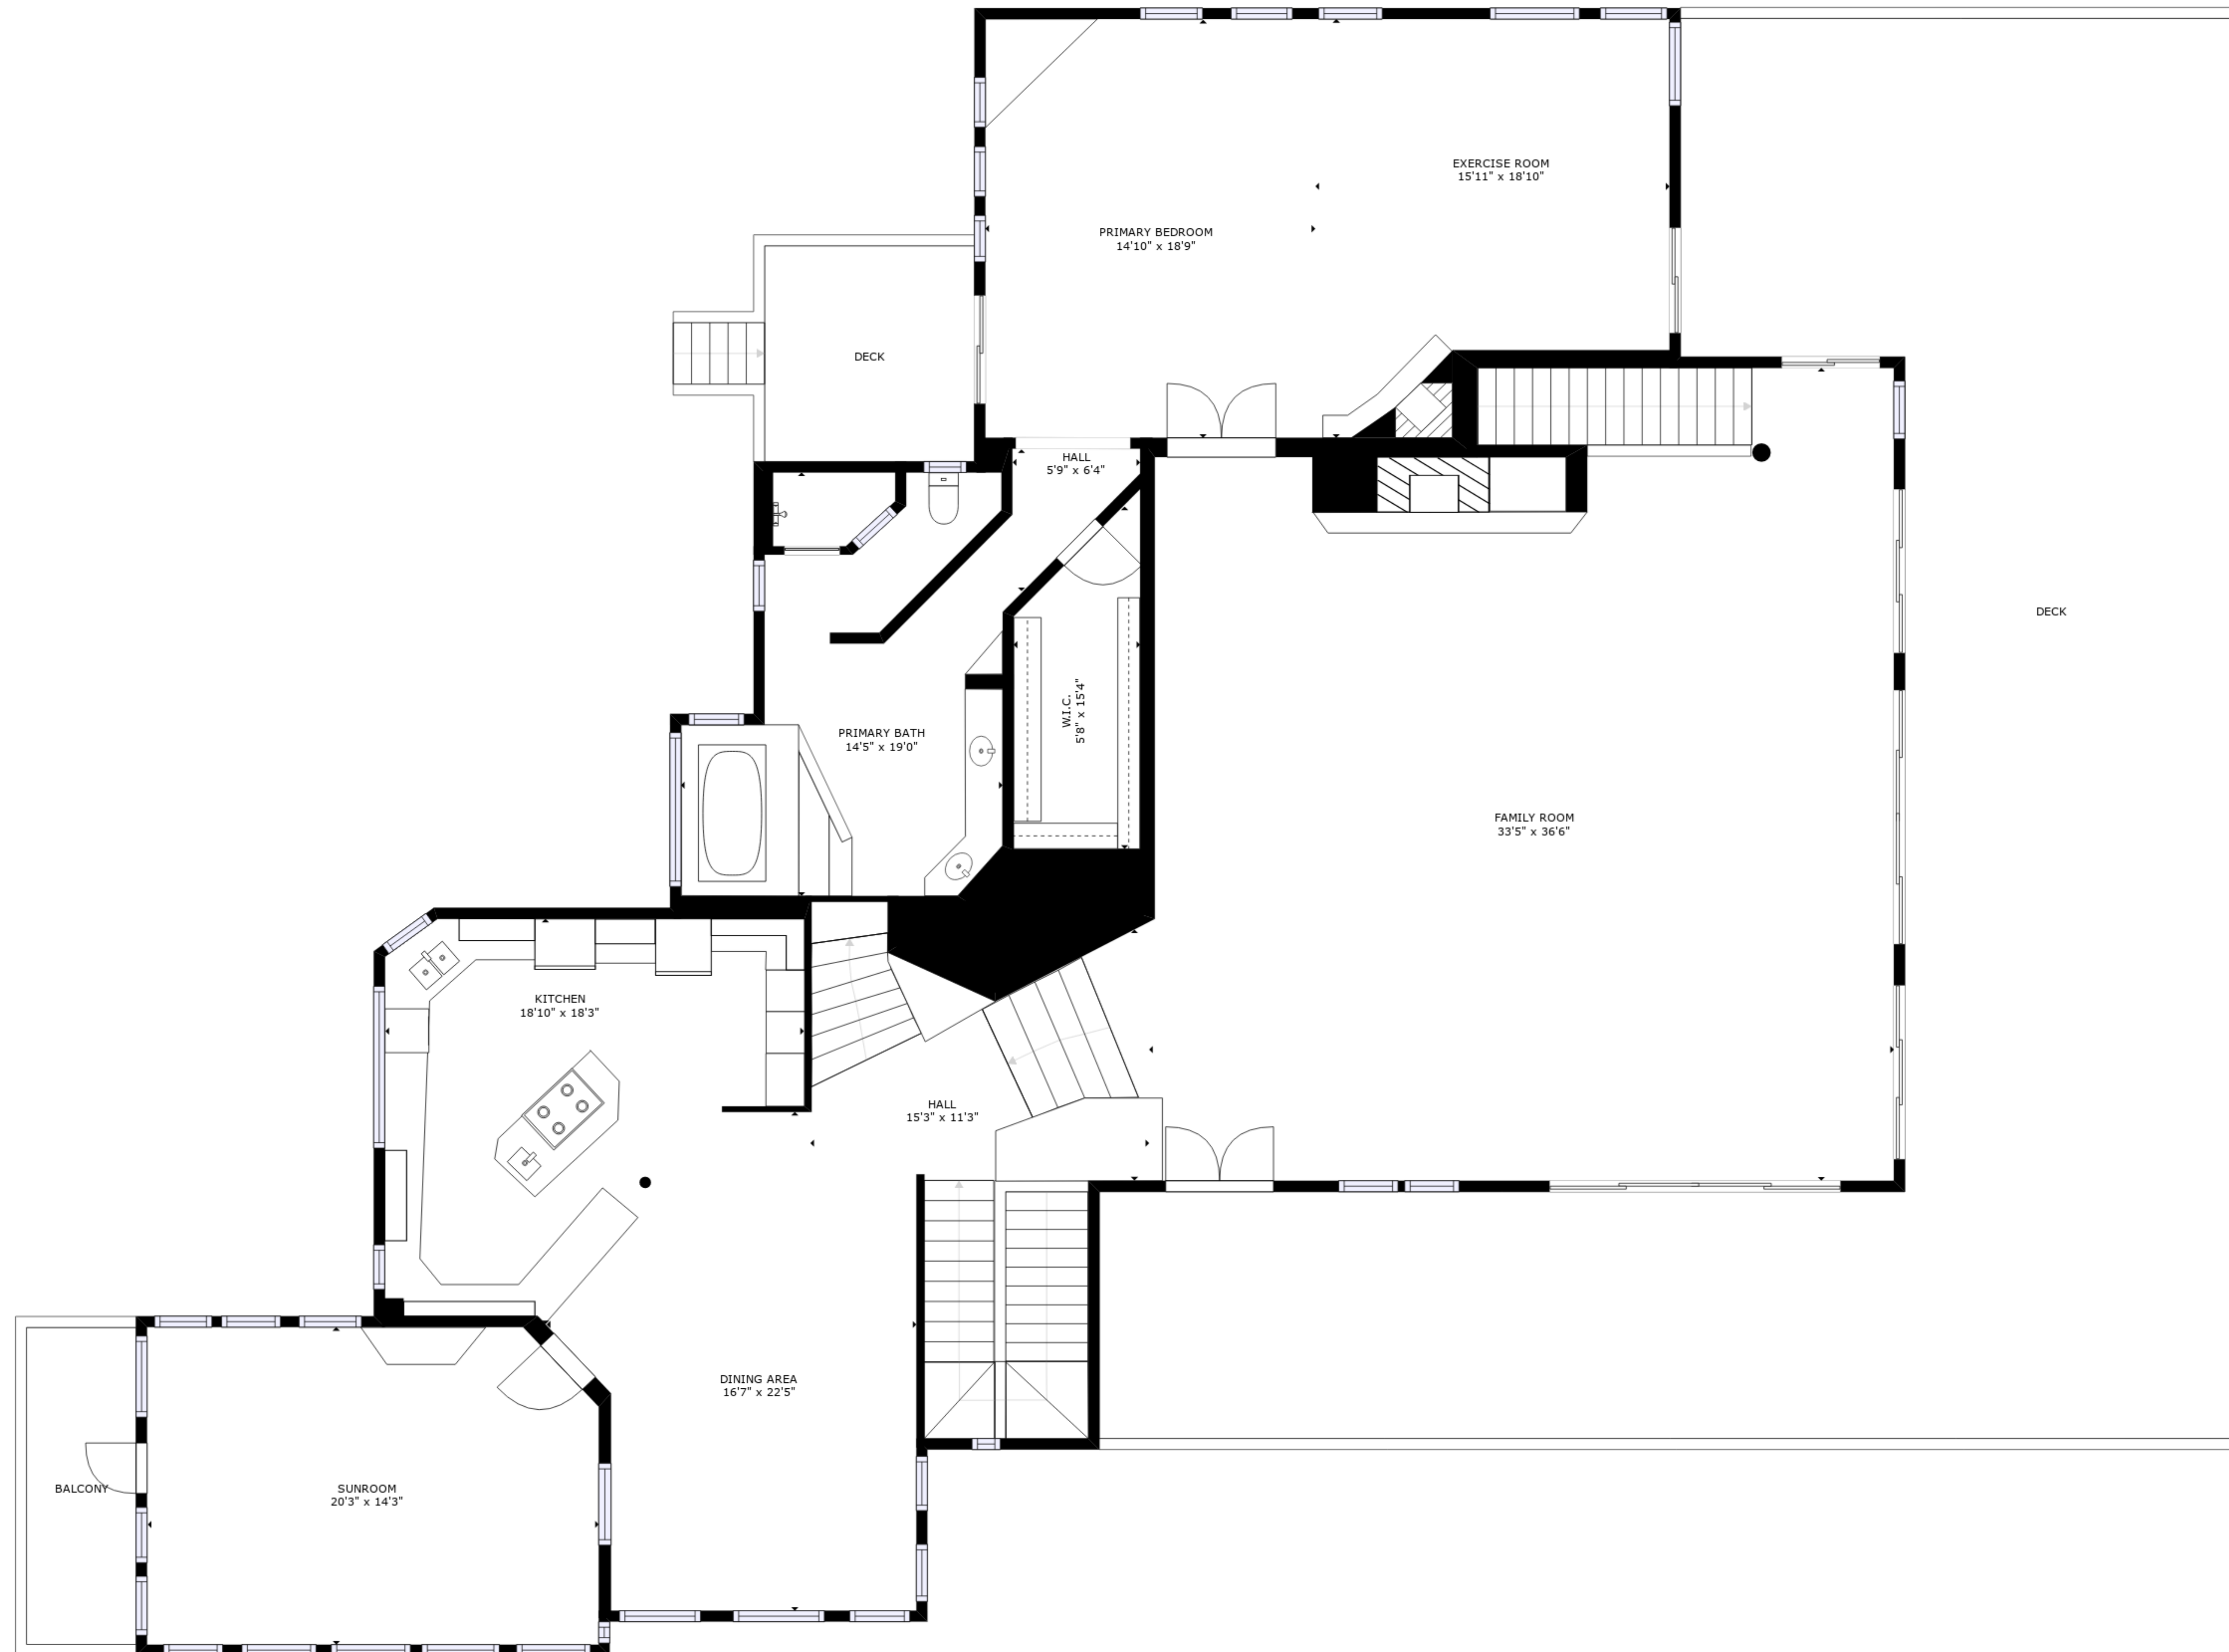 EXERCISE ROOM
15'11" x 18'10"
PRIMARY BEDROOM
14'10" x 18'9"
DECK
HALL
5'9" x 6'4"
DECK
W.I.C.
5'8" x 15'4"
PRIMARY BATH
14'5" x 19'0"
FAMILY ROOM
33'5" x 36'6"
KITCHEN
18'10" x 18'3"
HALL
15'3" x 11'3"
DINING AREA
16'7" x 22'5"
BALCONY
SUNROOM
20'3" x 14'3"